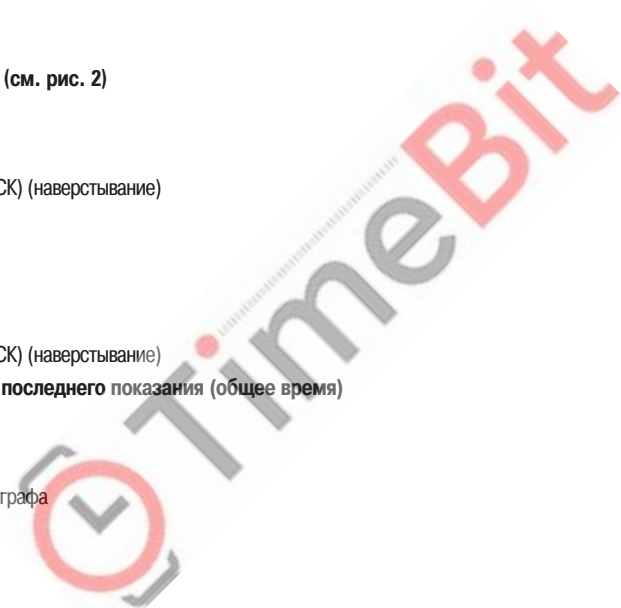 (см. рис. 2)
СК) (наверстывание)
СК) (наверстывание)
последнего показания (общее время)
графа
TimeBit